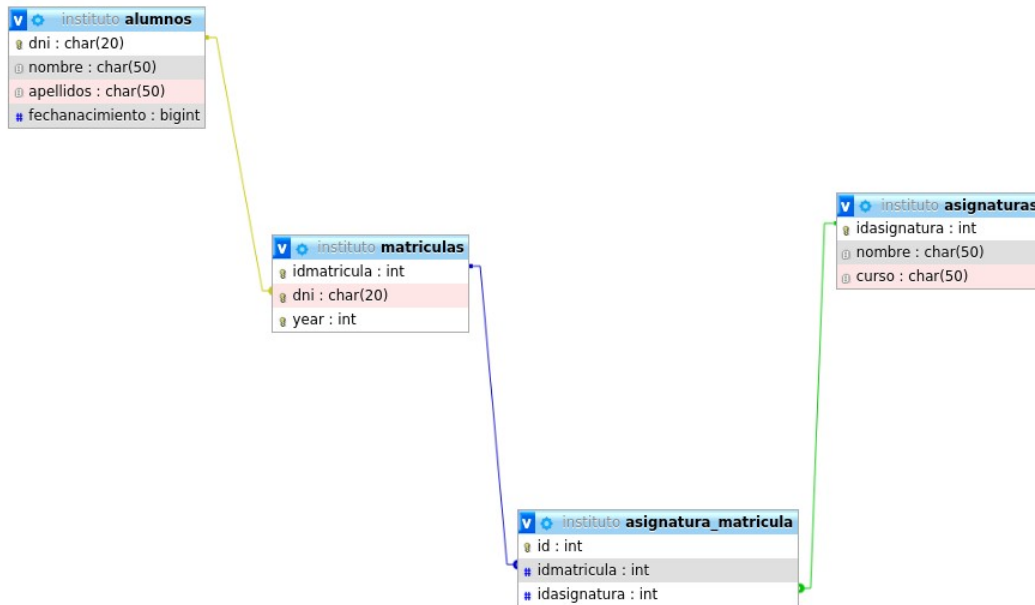 instituto alumnos
dni : char(20)
nombre : char(50)
apellidos : char(50)
# fechanacimiento : bigint
v instituto matriculas
idmatricula : int
dni : char(20)
year : int
v instituto asignaturas
idasignatura : int
nombre : char(50)
curso : char(50)
v instituto asignatura_matricula
id : int
# idmatricula : int
# idasignatura : int